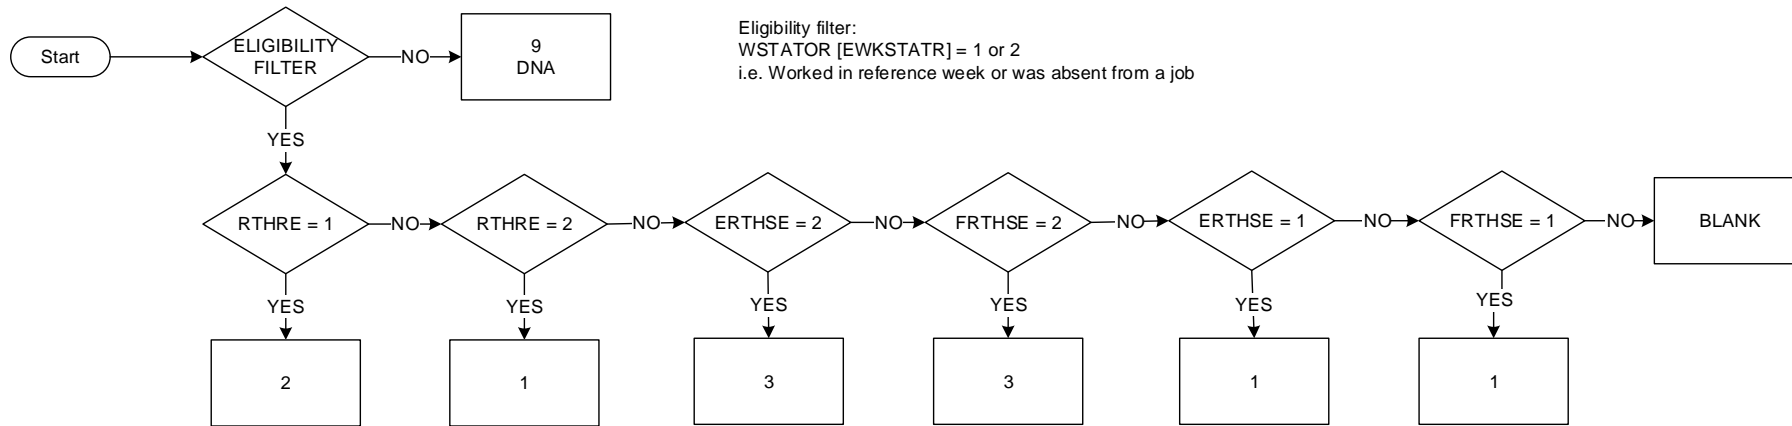 Start
ELIGIBILITY
FILTER
NO
9
DNA
Eligibility filter:
WSTATOR [EWKSTATR] = 1 or 2
i.e. Worked in reference week or was absent from a job
YES
RTHRE = 1
NO
RTHRE = 2
NO
ERTHSE = 2
NO
FRTHSE = 2
NO
ERTHSE = 1
NO
FRTHSE = 1
NO
BLANK
YES
YES
YES
YES
YES
YES
2
1
3
3
1
1